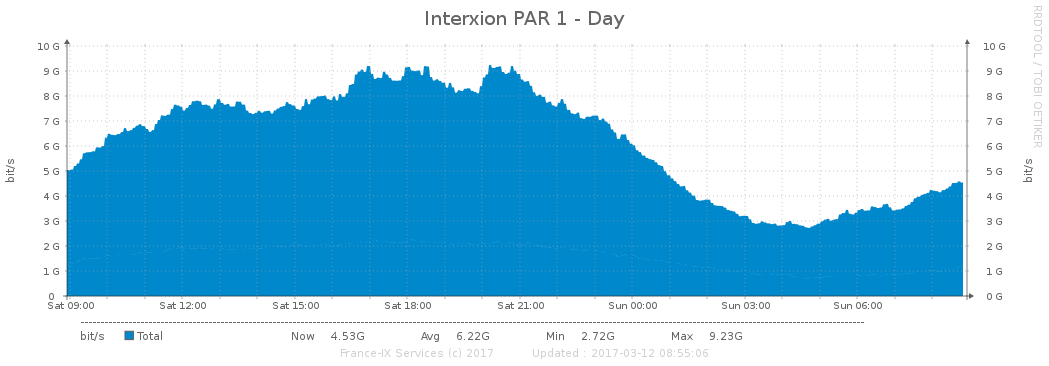 Interxion PAR 1 - Day
RRDTOOL / TOBI OETIKER
10 G 10 G
9 G 9 G
8 G 8 G
7 G 7 G
6 G 6 G
5 G 5 G
4 G 4 G
3 G 3 G
2 G 2 G
1 G 1 G
0 0 G
bit/s bit/s
Sat 09:00 Sat 12:00 Sat 15:00 Sat 18:00 Sat 21:00 Sun 00:00 Sun 03:00 Sun 06:00
bit/s Total Now 4.53G Avg 6.22G Min 2.72G Max 9.23G
France-IX Services (c) 2017 Updated : 2017-03-12 08:55:06